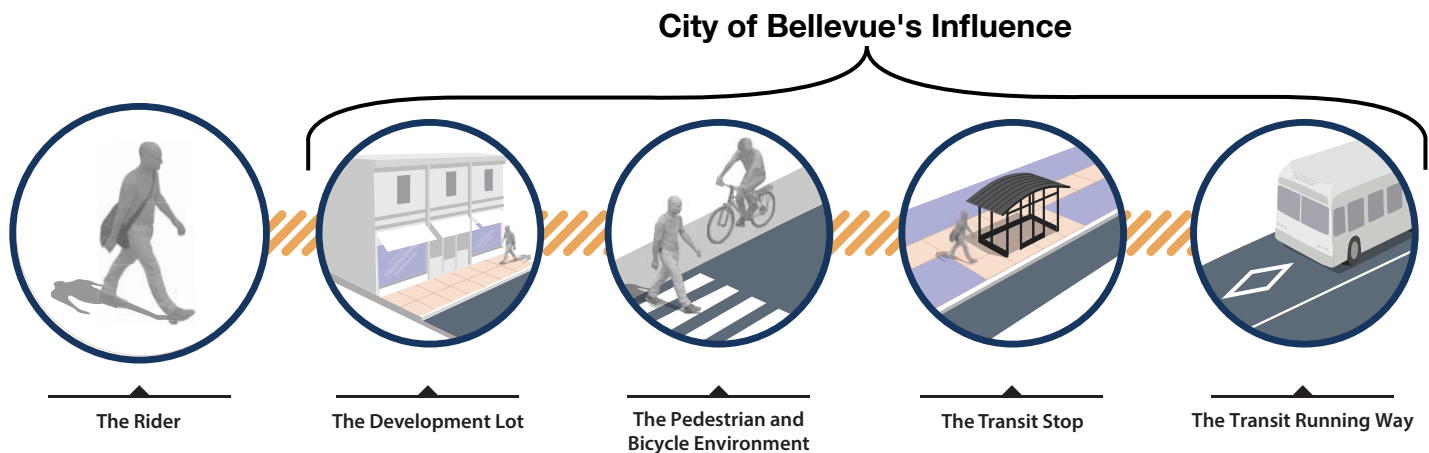 City of Bellevue's Influence
The Rider
The Development Lot
The Pedestrian and
Bicycle Environment
The Transit Stop
The Transit Running Way